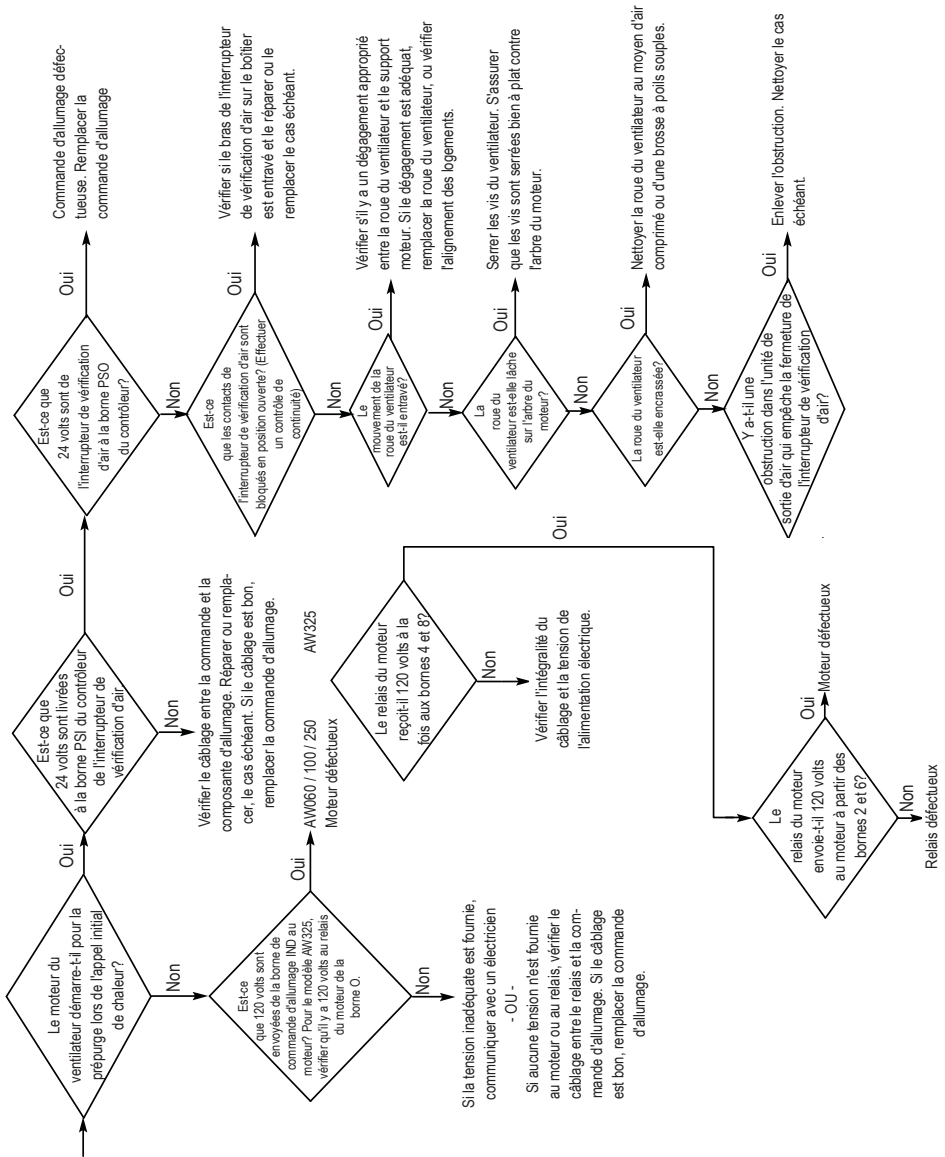 Le moteur du
ventilateur démarre-t-il pour la
prépurge lors de l'appel initial
de chaleur?
Oui
Non
Est-ce que
24 volts sont livrées
à la borne PSI du contrôleur
de l'interrupteur de
vérification d'air
Oui
Non
Vérifier le câblage entre la commande et la
composante d'allumage. Réparer ou rempla-
cer, le cas échéant. Si le câblage est bon,
remplacer la commande d'allumage.
Est-ce que
24 volts sont de
l'interrupteur de vérification
d'air à la borne PSO
du contrôleur?
Oui
Commande d'allumage défec-
tueuse. Remplacer la
commande d'allumage
Non
Est-ce
que les contacts de
l'interrupteur de vérification d'air sont
bloqués en position ouverte? (Effectuer
un contrôle de
continuité)
Oui
Vérifier si le bras de l'interrupteur
de vérification d'air sur le boîtier
est entravé et le réparer ou le
remplacer le cas échéant.
Non
Le
mouvement de la
roue du ventilateur
est-il entravé?
Oui
Vérifier s'il y a un dégagement approprié
entre la roue du ventilateur et le support
moteur. Si le dégagement est adéquat,
remplacer la roue du ventilateur, ou vérifier
l'alignement des logements.
Non
La
roue du
ventilateur est-elle lâche
sur l'arbre du
moteur?
Oui
Serrer les vis du ventilateur. S'assurer
que les vis sont serrées bien à plat contre
l'arbre du moteur.
Non
La roue du ventilateur
est-elle encrassée?
Oui
Nettoyer la roue du ventilateur au moyen d'air
comprimé ou d'une brosse à poils souples.
Non
Y a-t-il une
obstruction dans l'unité de
sortie d'air qui empêche la fermeture de
l'interrupteur de vérification
d'air?
Oui
Enlever l'obstruction. Nettoyer le cas
échéant.
Est-ce
que 120 volts sont
envoyées de la borne de
commande d'allumage IND au
moteur? Pour le modèle AW325,
vérifier qu'il y a 120 volts au relais
du moteur de la
borne O.
Oui
AW060 / 100 / 250
Moteur défectueux
AW325
Non
Si la tension inadéquate est fournie,
communiquer avec un électricien
- OU -
Si aucune tension n'est fournie
au moteur ou au relais, vérifier le
câblage entre le relais et la com-
mande d'allumage. Si le câblage
est bon, remplacer la commande
d'allumage.
Le relais du moteur
reçoit-il 120 volts à la
fois aux bornes 4 et 8?
Oui
Non
Vérifier l'intégralité du
câblage et la tension de
l'alimentation électrique.
Le
relais du moteur
envoie-t-il 120 volts
au moteur à partir des
bornes 2 et 6?
Oui
Moteur défectueux
Non
Relais défectueux